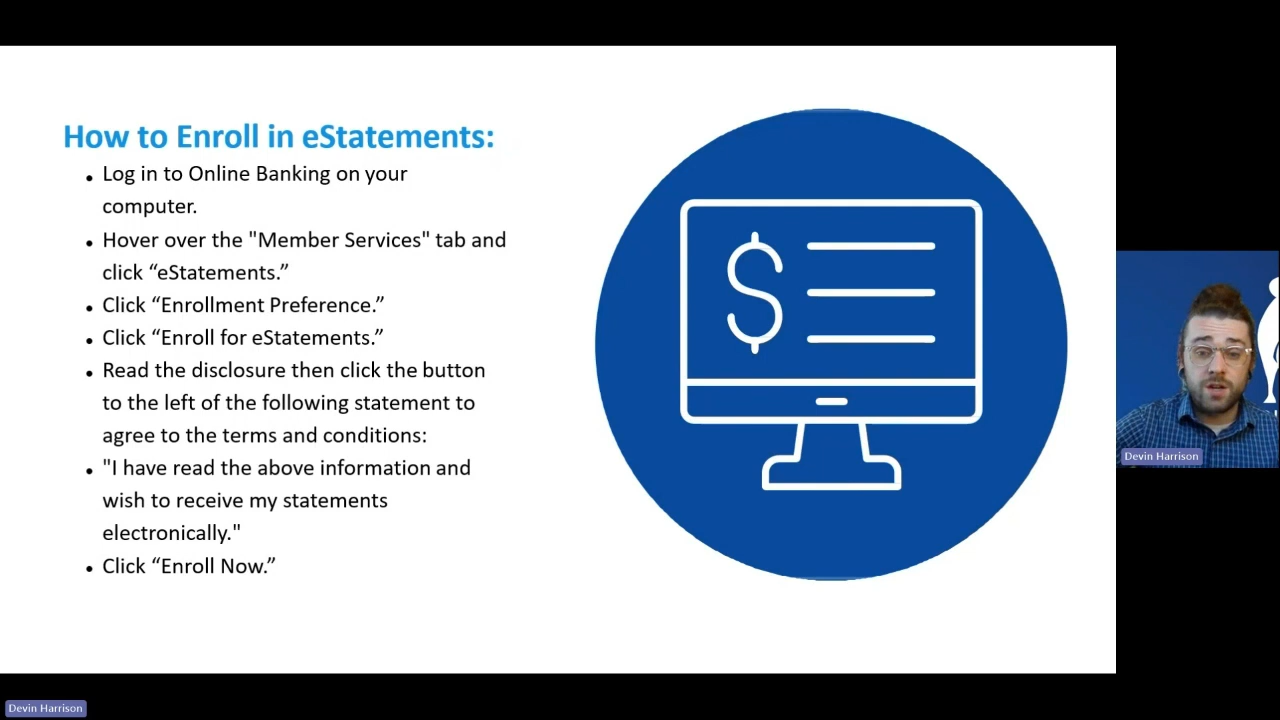 How to Enroll in eStatements:
• Log in to Online Banking on your
computer.
• Hover over the "Member Services" tab and
click “eStatements.”
• Click “Enrollment Preference.”
• Click “Enroll for eStatements.”
• Read the disclosure then click the button
to the left of the following statement to
agree to the terms and conditions:
• "I have read the above information and
wish to receive my statements
electronically."
• Click “Enroll Now.”
$
Devin Harrison
Devin Harrison